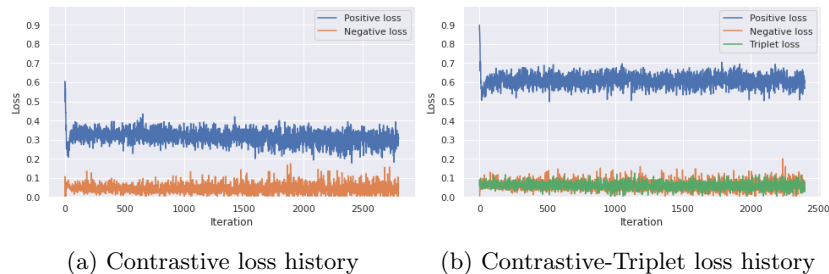 0.9
0.8
0.7
0.6
0.5
0.4
0.3
0.2
0.1
0.0
Loss
Positive loss
Negative loss
0
500
1000
1500
2000
2500
Iteration
(a) Contrastive loss history
0.9
0.8
0.7
0.6
0.5
0.4
0.3
0.2
0.1
0.0
Loss
Positive loss
Negative loss
Triplet loss
0
500
1000
1500
2000
2500
Iteration
(b) Contrastive-Triplet loss history